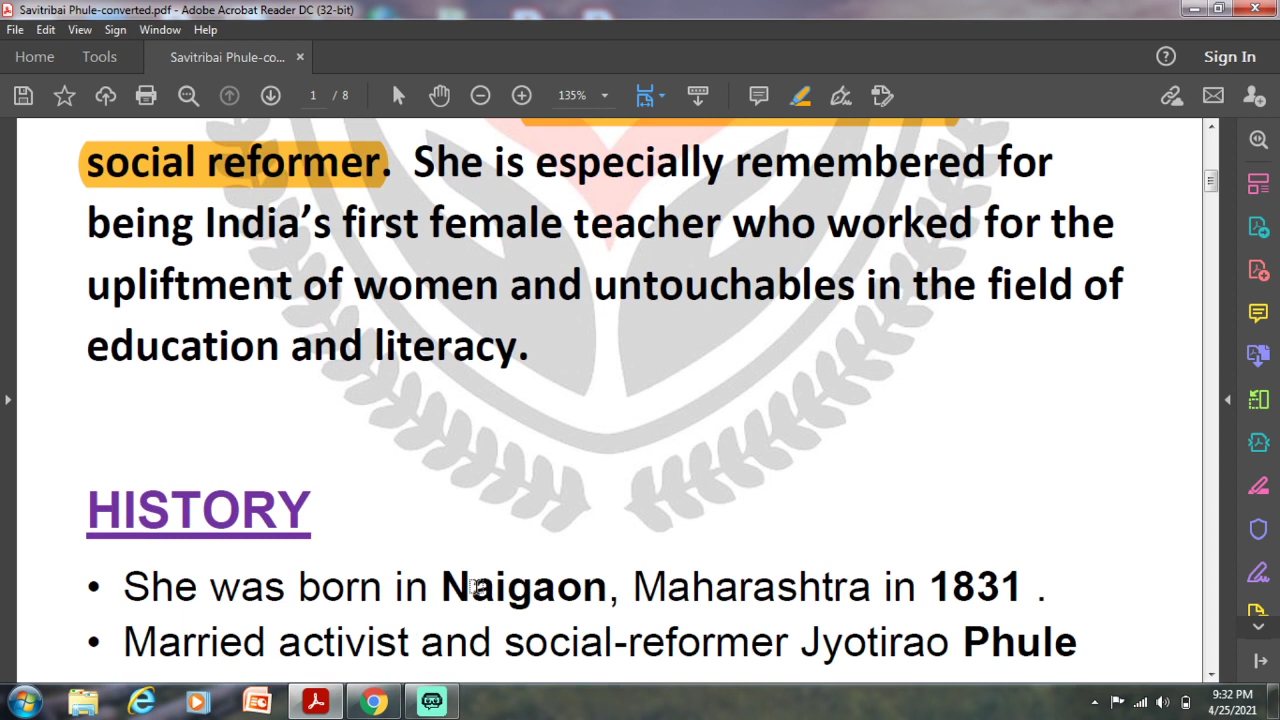 Savitribai Phule-converted.pdf - Adobe Acrobat Reader DC (32-bit)
File Edit View Sign Window Help
Home Tools Savitribai Phule-co... × Sign In
1 / 8 135%
social reformer. She is especially remembered for
being India’s first female teacher who worked for the
upliftment of women and untouchables in the field of
education and literacy.
HISTORY
• She was born in Naigaon, Maharashtra in 1831 .
• Married activist and social-reformer Jyotirao Phule
9:32 PM
4/25/2021